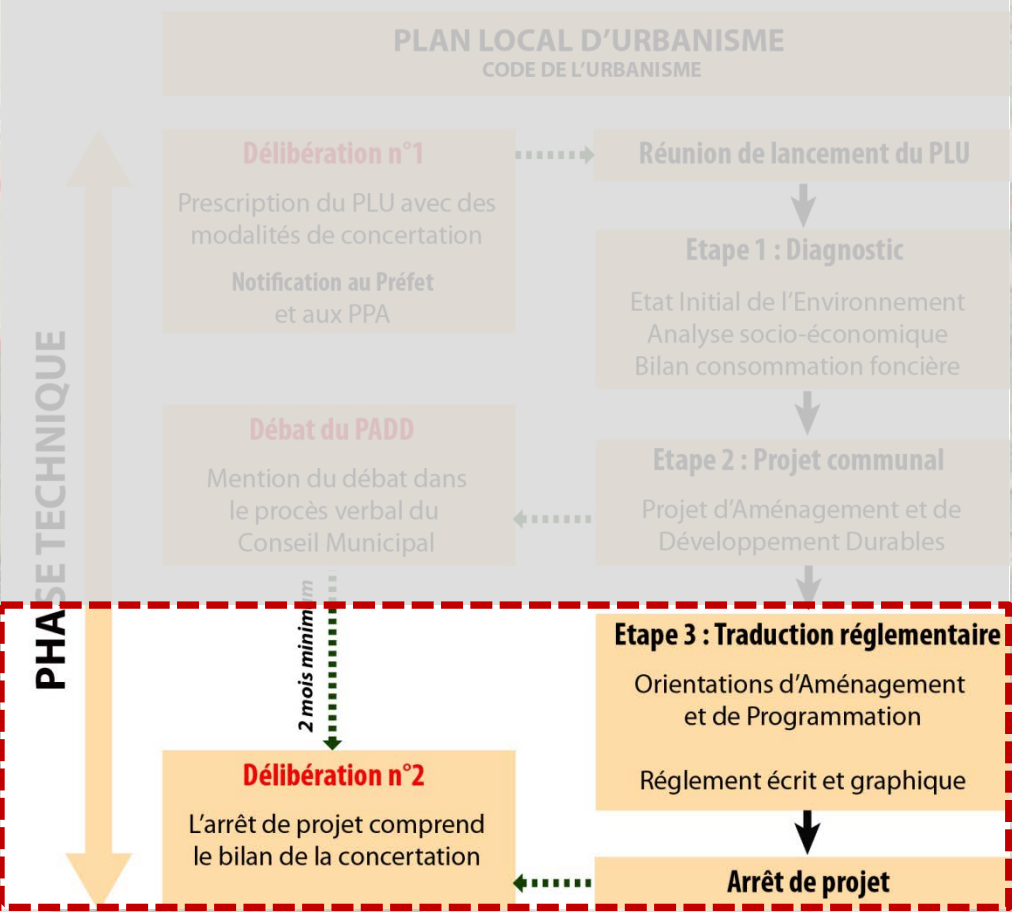 PLAN LOCAL D'URBANISME
CODE DE L'URBANISME
PHASE TECHNIQUE
Délibération n°1
Prescription du PLU avec des
modalités de concertation
Notification au Préfet
et aux PPA
Réunion de lancement du PLU
Etape 1 : Diagnostic
Etat Initial de l'Environnement
Analyse socio-économique
Bilan consommation foncière
Débat du PADD
Mention du débat dans
le procès verbal du
Conseil Municipal
Etape 2 : Projet communal
Projet d'Aménagement et de
Développement Durables
2 mois minimum
Etape 3 : Traduction réglementaire
Orientations d'Aménagement
et de Programmation
Réglement écrit et graphique
Délibération n°2
L'arrêt de projet comprend
le bilan de la concertation
Arrêt de projet